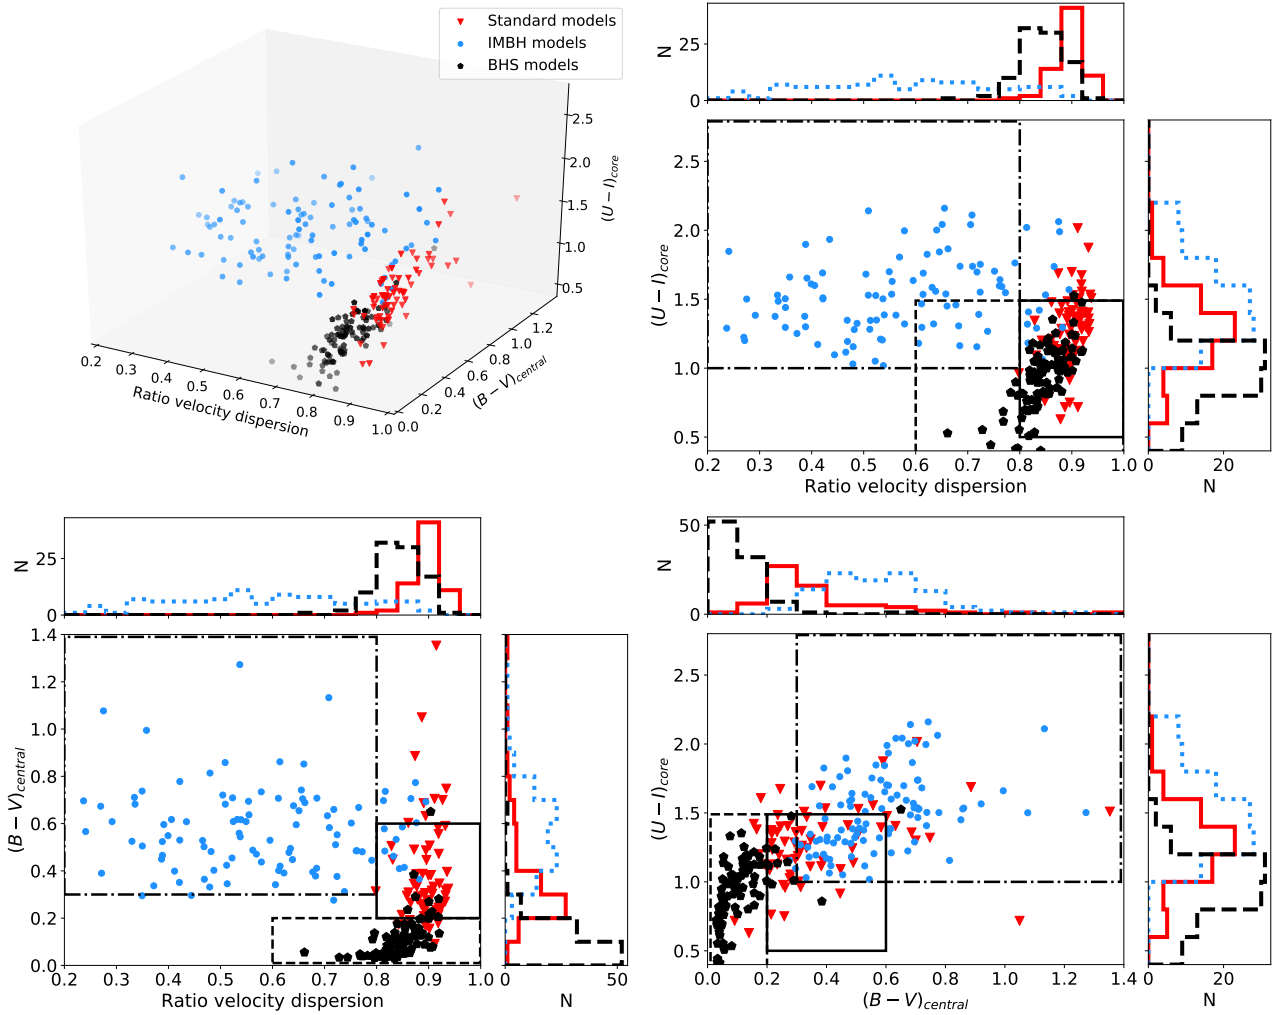 Standard models
IMBH models
BHS models
2.5
2.0
1.5
1.0
0.5
(U − I)core
0.2
0.3
0.4
0.5
0.6
0.7
0.8
0.9
1.0
Ratio velocity dispersion
0.0
0.2
0.4
0.6
0.8
1.0
1.2
(B − V)central
N
25
0
2.5
2.0
1.5
1.0
0.5
(U − I)core
0.2 0.3 0.4 0.5 0.6 0.7 0.8 0.9 1.0
Ratio velocity dispersion
0 20
N
N
25
0
1.4
1.2
1.0
0.8
0.6
0.4
0.2
0.0
(B − V)central
0.2 0.3 0.4 0.5 0.6 0.7 0.8 0.9 1.0
Ratio velocity dispersion
0 50
N
N
50
0
2.5
2.0
1.5
1.0
0.5
(U − I)core
0.0 0.2 0.4 0.6 0.8 1.0 1.2 1.4
(B − V)central
0 20
N